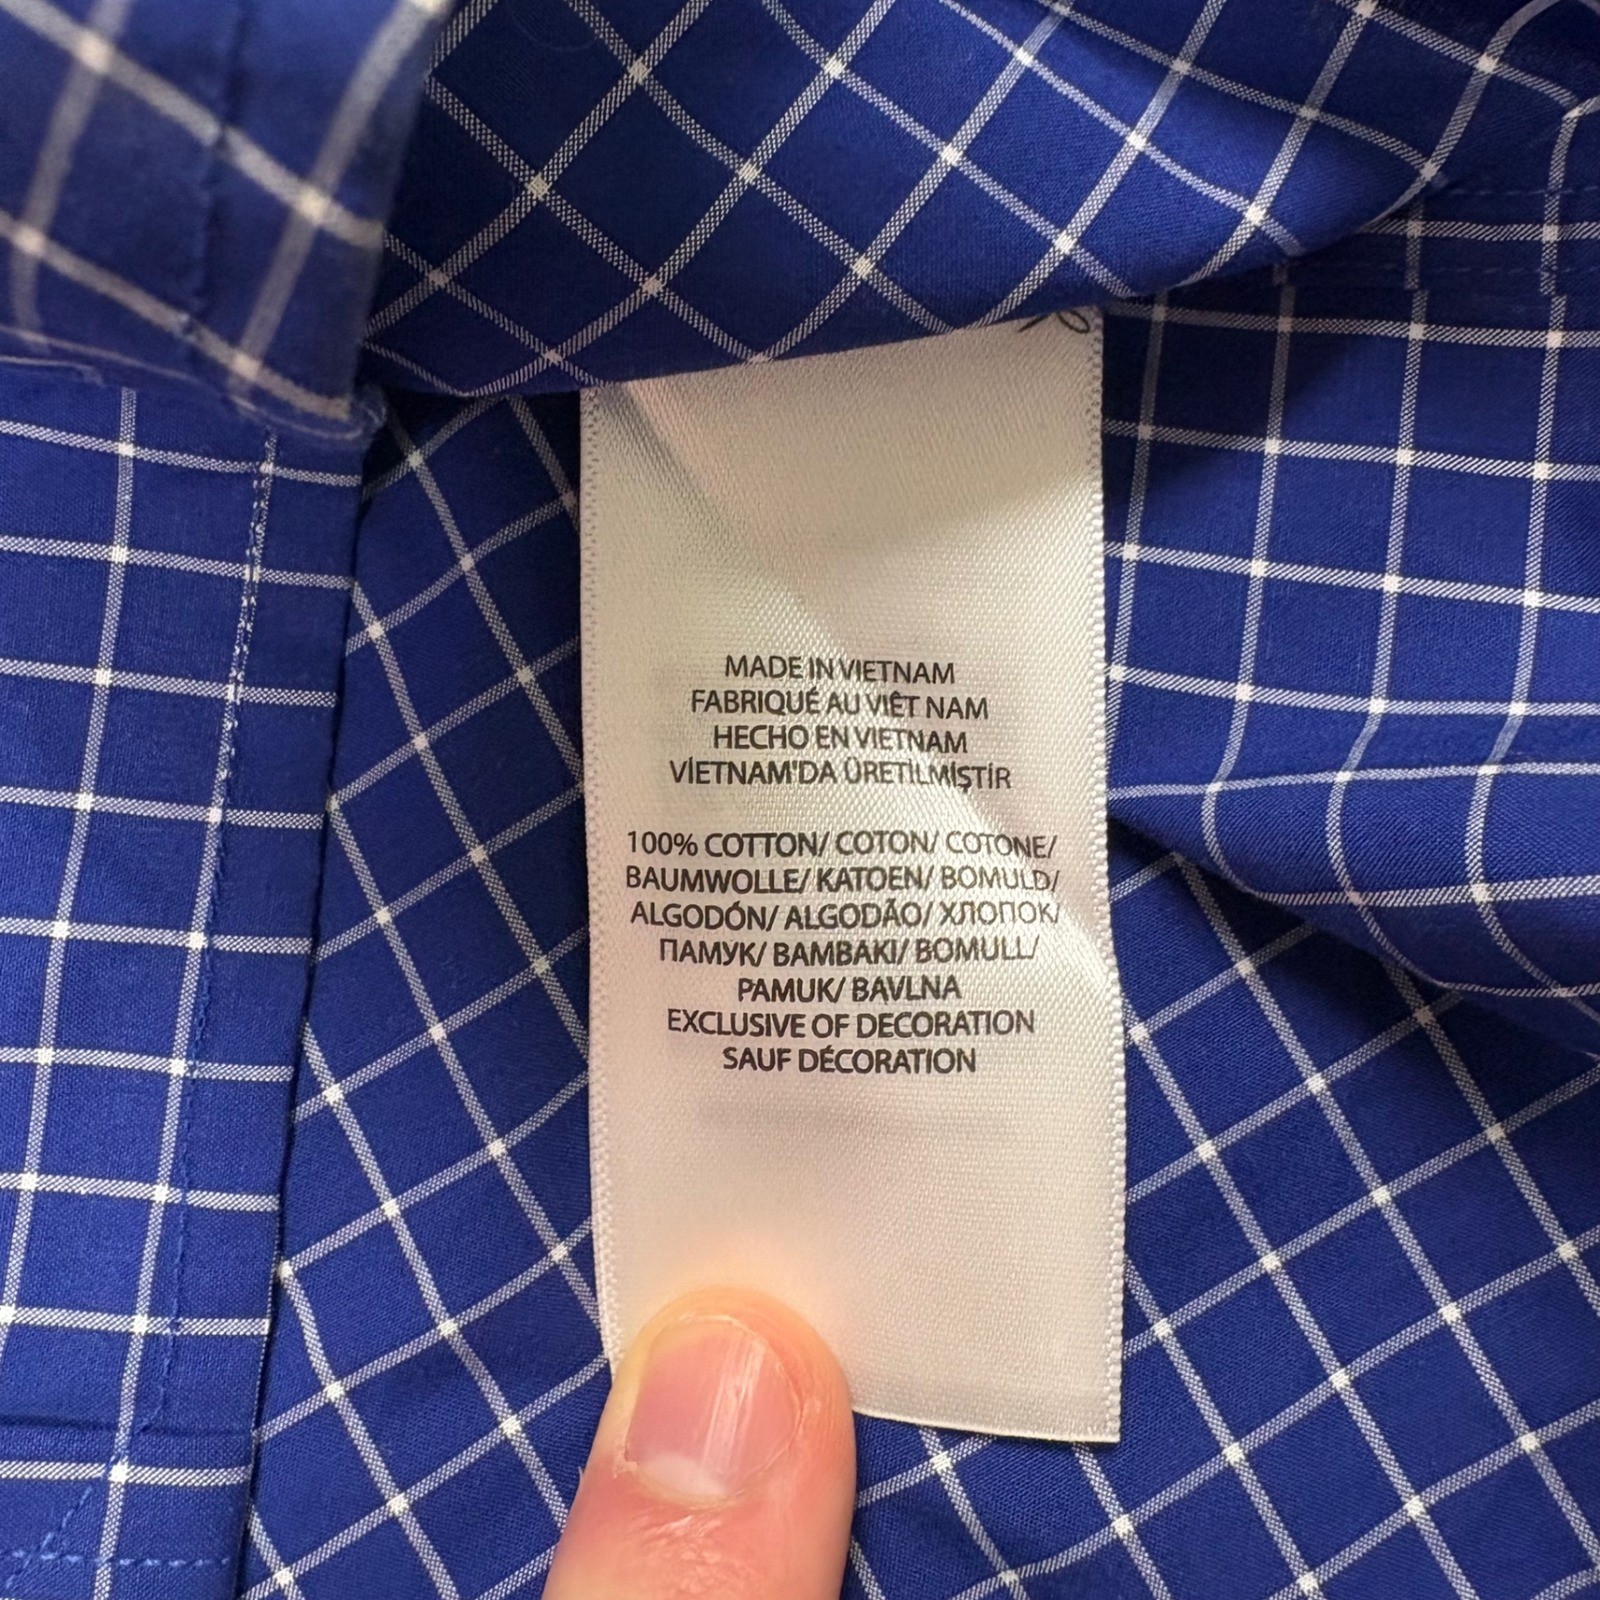 MADE IN VIETNAM
FABRIQUÉ AU VIÊT NAM
HECHO EN VIETNAM
VİETNAM'DA ÜRETİLMİŞTİR
100% COTTON/ COTON/ COTONE/
BAUMWOLLE/ KATOEN/ BOMULD/
ALGODÓN/ ALGODÃO/ ХЛОПОК/
ПАМУК/ BAMBAKI/ BOMULL/
PAMUK/ BAVLNA
EXCLUSIVE OF DECORATION
SAUF DÉCORATION